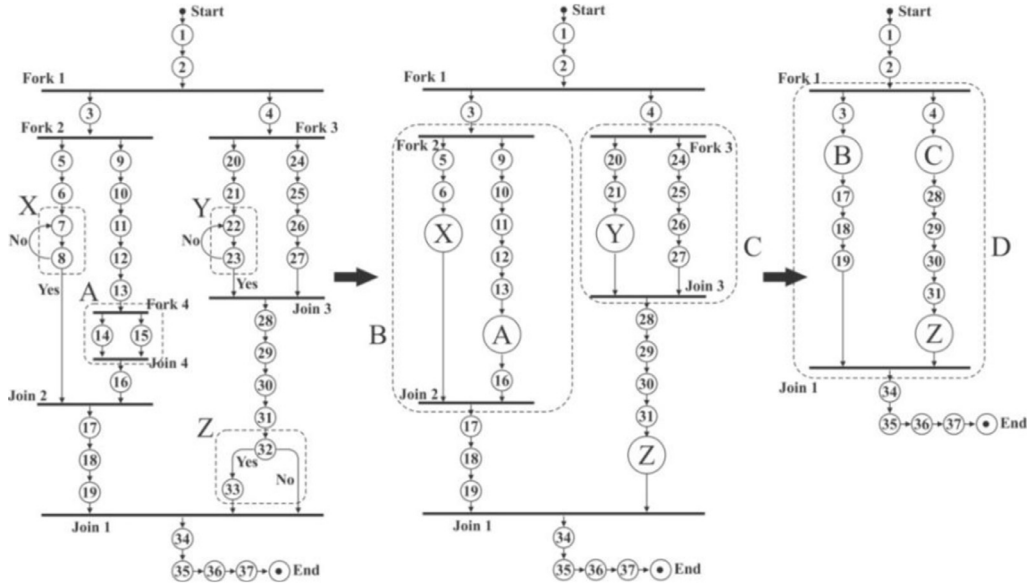 Start
1
2
Fork 1
3 4
Fork 2 Fork 3
5 9 20 24
6 10 21 25
X 7 11 Y 22 26
No 8 12 No 23 27
Yes 13 Yes
A Fork 4 Join 3
14 15 28
Join 4 29
16 30
Join 2 31
17 Z 32
18 Yes No
19 33
Join 1
34
35 36 37 End
Start
1
2
Fork 1
3 4
Fork 2 Fork 3
5 9 20 24
6 10 21 25
X 11 Y 26
12 27 C
13 Join 3
B A 28
16 29
Join 2 30
17 31
18 Z
19
Join 1
34
35 36 37 End
Start
1
2
Fork 1
3 4
B C
17 28
18 29 D
19 30
31
Z
Join 1
34
35 36 37 End